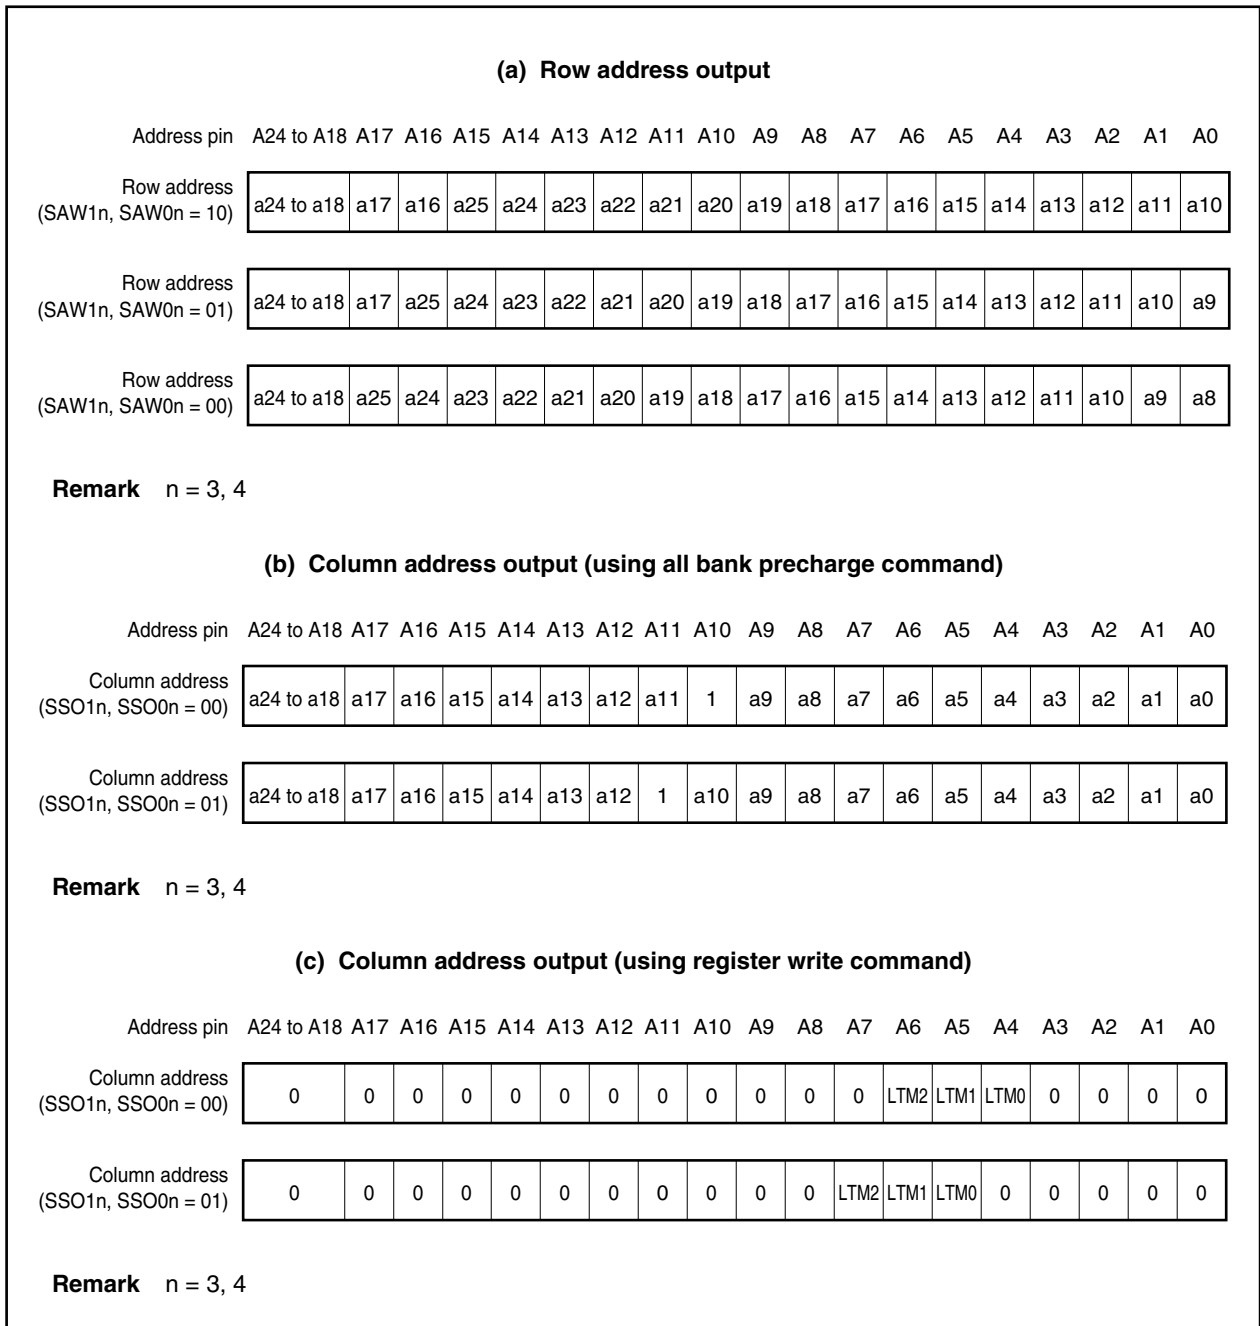 (a) Row address output
Address pin A24 to A18 A17 A16 A15 A14 A13 A12 A11 A10 A9 A8 A7 A6 A5 A4 A3 A2 A1 A0
Row address
(SAW1n, SAW0n = 10)
a24 to a18 a17 a16 a25 a24 a23 a22 a21 a20 a19 a18 a17 a16 a15 a14 a13 a12 a11 a10
Row address
(SAW1n, SAW0n = 01)
a24 to a18 a17 a25 a24 a23 a22 a21 a20 a19 a18 a17 a16 a15 a14 a13 a12 a11 a10 a9
Row address
(SAW1n, SAW0n = 00)
a24 to a18 a25 a24 a23 a22 a21 a20 a19 a18 a17 a16 a15 a14 a13 a12 a11 a10 a9 a8
Remark n = 3, 4
(b) Column address output (using all bank precharge command)
Address pin A24 to A18 A17 A16 A15 A14 A13 A12 A11 A10 A9 A8 A7 A6 A5 A4 A3 A2 A1 A0
Column address
(SSO1n, SSO0n = 00)
a24 to a18 a17 a16 a15 a14 a13 a12 a11 1 a9 a8 a7 a6 a5 a4 a3 a2 a1 a0
Column address
(SSO1n, SSO0n = 01)
a24 to a18 a17 a16 a15 a14 a13 a12 1 a10 a9 a8 a7 a6 a5 a4 a3 a2 a1 a0
Remark n = 3, 4
(c) Column address output (using register write command)
Address pin A24 to A18 A17 A16 A15 A14 A13 A12 A11 A10 A9 A8 A7 A6 A5 A4 A3 A2 A1 A0
Column address
(SSO1n, SSO0n = 00)
0 0 0 0 0 0 0 0 0 0 0 0 LTM2 LTM1 LTM0 0 0 0 0
Column address
(SSO1n, SSO0n = 01)
0 0 0 0 0 0 0 0 0 0 0 LTM2 LTM1 LTM0 0 0 0 0 0
Remark n = 3, 4